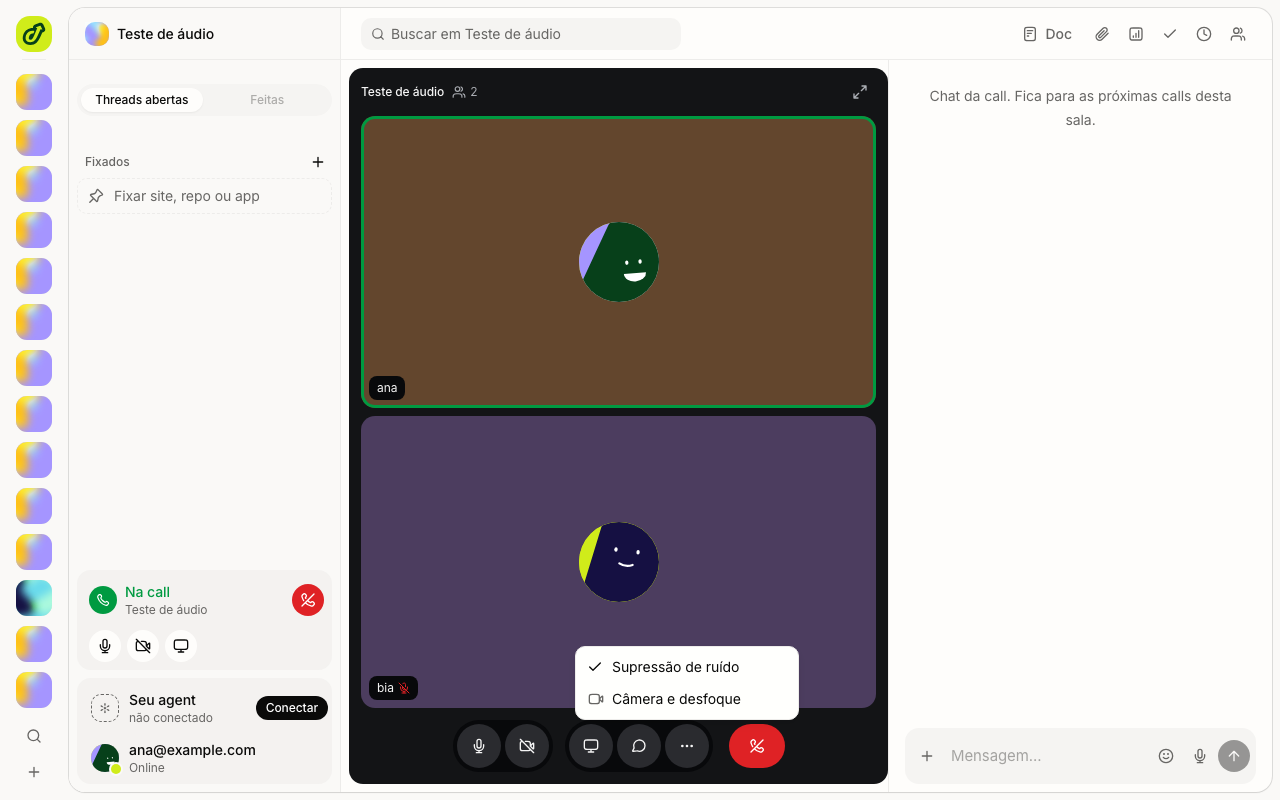 Teste de áudio
Buscar em Teste de áudio
Doc
Threads abertas
Feitas
Fixados
Fixar site, repo ou app
Teste de áudio 2
ana
bia
Supressão de ruído
Câmera e desfoque
Chat da call. Fica para as próximas calls desta
sala.
Na call
Teste de áudio
Seu agent
não conectado
Conectar
ana@example.com
Online
Mensagem...